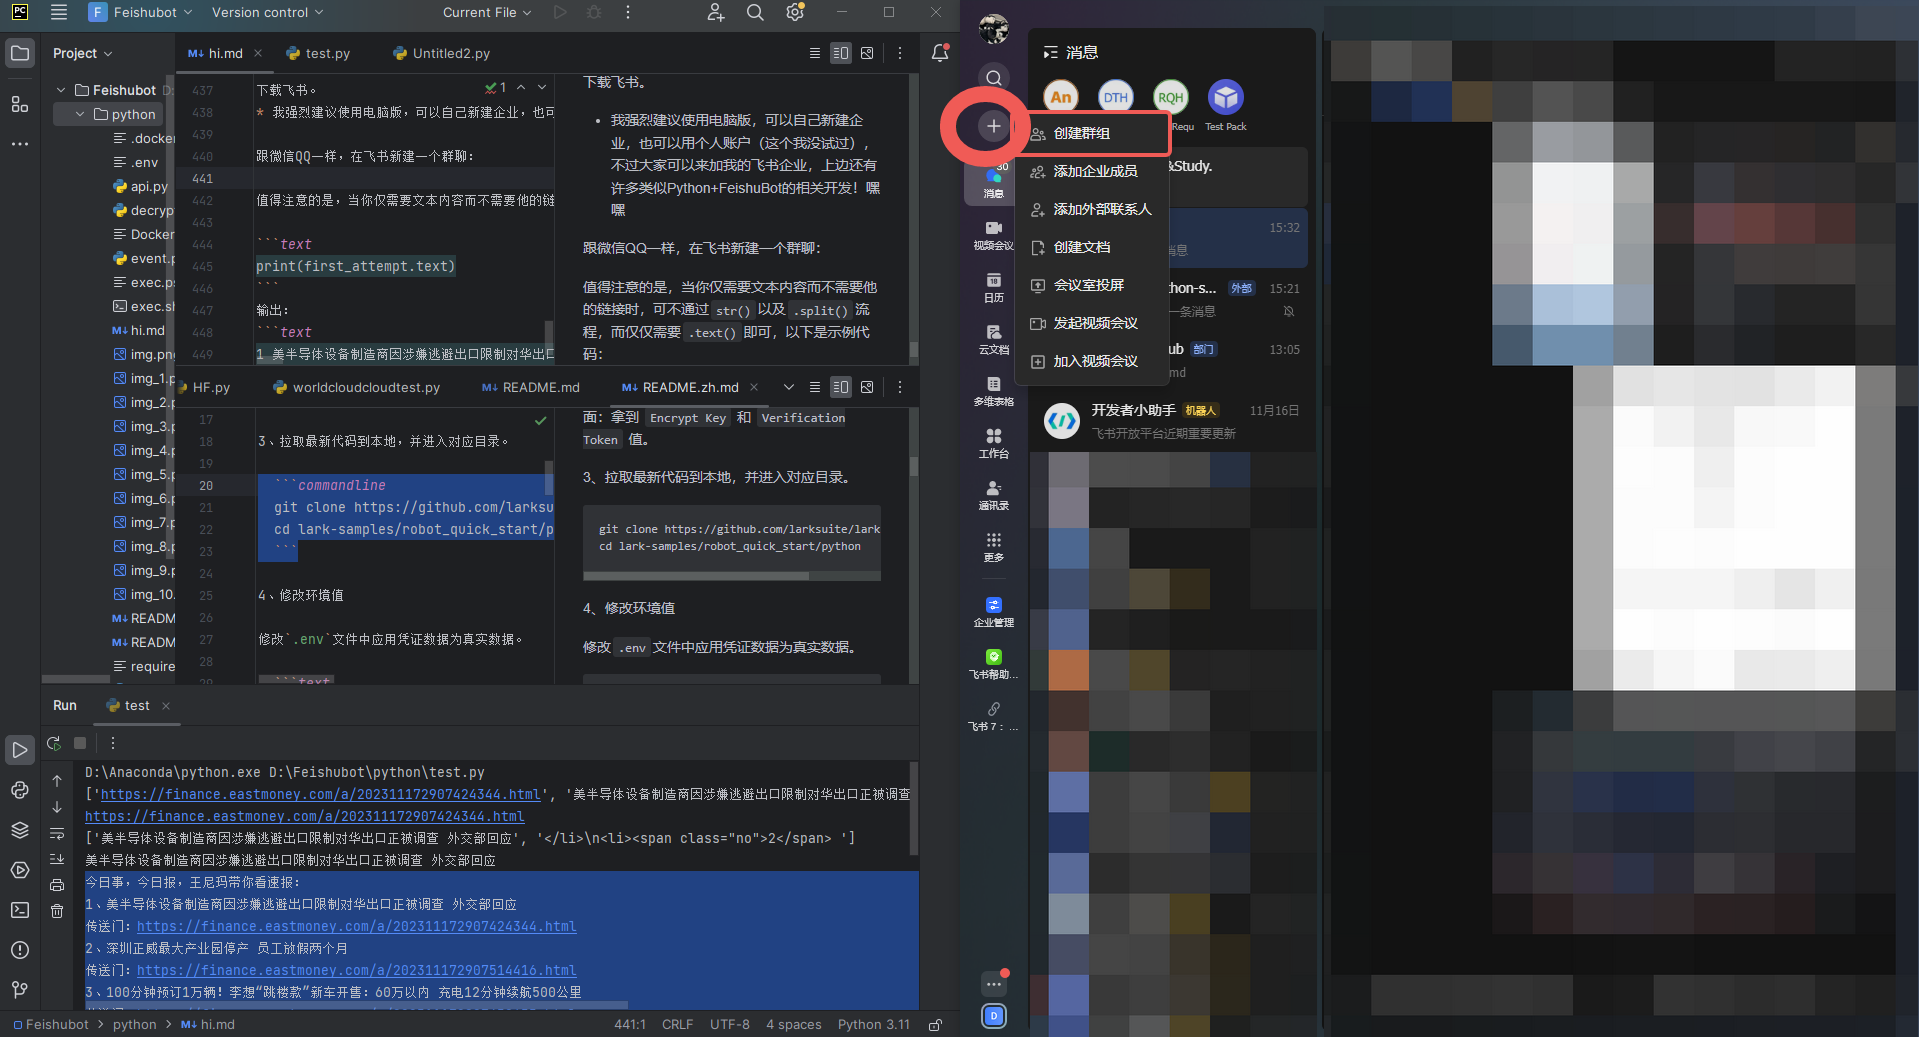 PC
F Feishubot
Version control
Current File
Project
hi.md
test.py
Untitled2.py
Feishubot D:
python
.docker
.env
api.py
decryp
Docker
event.p
exec.ps
exec.sh
hi.md
img.png
img_1.p
img_2.p
img_3.p
img_4.p
img_5.p
img_6.p
img_7.p
img_8.p
img_9.p
img_10.
READM
READM
require
1
437 下载飞书。
438 * 我强烈建议使用电脑版，可以自己新建企业，也可
439
440 跟微信QQ一样，在飞书新建一个群聊：
441
442 值得注意的是，当你仅需要文本内容而不需要他的链
443
444 ```text
445 print(first_attempt.text)
446 ```
447 输出：
448 ```text
449 1 美半导体设备制造商因涉嫌逃避出口限制对华出口
下载飞书。
• 我强烈建议使用电脑版，可以自己新建企
业，也可以用个人账户（这个我没试过），
不过大家可以来加我的飞书企业，上边还有
许多类似Python+FeishuBot的相关开发！嘿
嘿
跟微信QQ一样，在飞书新建一个群聊：
值得注意的是，当你仅需要文本内容而不需要他
的链接时，可不通过 str() 以及 .split() 流
程，而仅仅需要 .text() 即可，以下是示例代
码：
HF.py
worldcloudcloudtest.py
README.md
README.zh.md
17
18 3、拉取最新代码到本地，并进入对应目录。
19
20 ```commandline
21 git clone https://github.com/larksu
22 cd lark-samples/robot_quick_start/p
23 ```
24
25 4、修改环境值
26
27 修改`.env`文件中应用凭证数据为真实数据。
28
29 ```text
面：拿到 Encrypt Key 和 Verification
Token 值。
3、拉取最新代码到本地，并进入对应目录。
git clone https://github.com/larksuite/lark
cd lark-samples/robot_quick_start/python
4、修改环境值
修改 .env 文件中应用凭证数据为真实数据。
Run
test
D:\Anaconda\python.exe D:\Feishubot\python\test.py
['https://finance.eastmoney.com/a/202311172907424344.html', '美半导体设备制造商因涉嫌逃避出口限制对华出口正被调查
https://finance.eastmoney.com/a/202311172907424344.html
['美半导体设备制造商因涉嫌逃避出口限制对华出口正被调查 外交部回应', '</li>\n<li><span class="no">2</span> ']
美半导体设备制造商因涉嫌逃避出口限制对华出口正被调查 外交部回应
今日事，今日报，王尼玛带你看速报：
1、美半导体设备制造商因涉嫌逃避出口限制对华出口正被调查 外交部回应
传送门：https://finance.eastmoney.com/a/202311172907424344.html
2、深圳正威最大产业园停产 员工放假两个月
传送门：https://finance.eastmoney.com/a/202311172907514416.html
3、100分钟预订1万辆！李想“跳楼款”新车开售：60万以内 充电12分钟续航500公里
Feishubot > python > hi.md
441:1
CRLF
UTF-8
4 spaces
Python 3.11
消息
An
DTH
RQH
Requ
Test Pack
创建群组
添加企业成员
添加外部联系人
创建文档
会议室投屏
发起视频会议
加入视频会议
&Study.
15:32
消息
thon-s... 外部 15:21
一条消息
ub 部门 13:05
md
开发者小助手 机器人 11月16日
飞书开放平台近期重要更新
30
消息
视频会议
18
日历
云文档
多维表格
工作台
通讯录
更多
企业管理
飞书帮助...
飞书 7：...
D